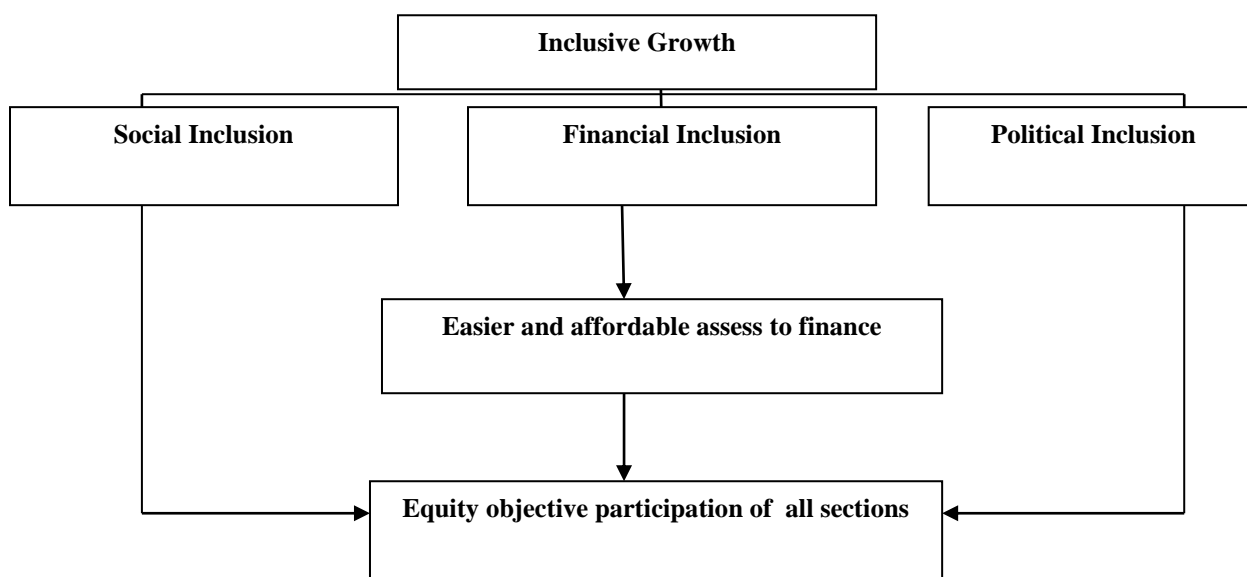 Inclusive Growth
Social Inclusion
Financial Inclusion
Political Inclusion
Easier and affordable assess to finance
Equity objective participation of all sections